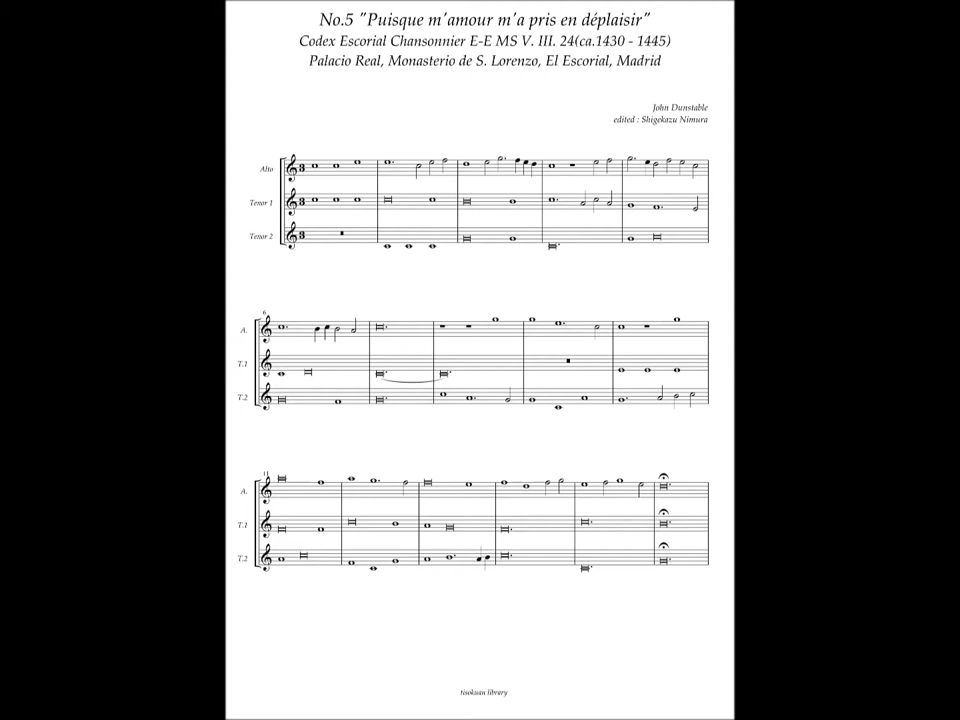 No.5 "Puisque m'amour m'a pris en déplaisir"
Codex Escorial Chansonnier E-E MS V. III. 24(ca.1430 - 1445)
Palacio Real, Monasterio de S. Lorenzo, El Escorial, Madrid
John Dunstable
edited : Shigekazu Nimura
Alto
Tenor 1
Tenor 2
6
A.
T.1
T.2
11
A.
T.1
T.2
tisokuan library